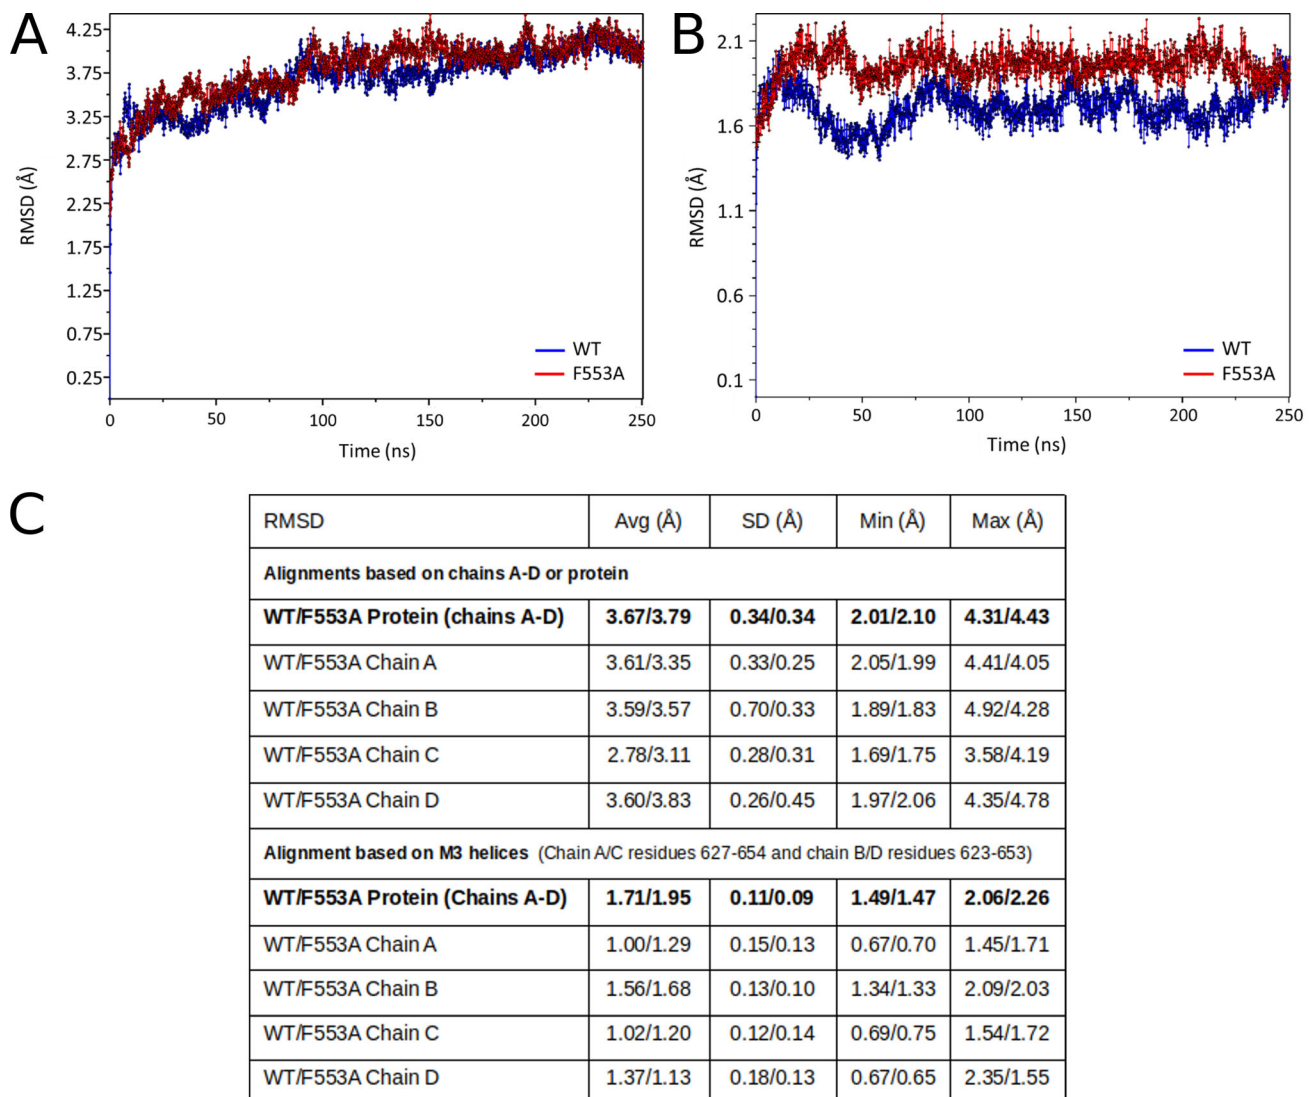 A
4.25
3.75
3.25
2.75
2.25
1.75
1.25
0.75
0.25
RMSD (Å)
WT
F553A
0 50 100 150 200 250
Time (ns)
B
2.1
1.6
1.1
0.6
0.1
RMSD (Å)
WT
F553A
0 50 100 150 200 250
Time (ns)
C
RMSD Avg (Å) SD (Å) Min (Å) Max (Å)
Alignments based on chains A-D or protein
WT/F553A Protein (chains A-D) 3.67/3.79 0.34/0.34 2.01/2.10 4.31/4.43
WT/F553A Chain A 3.61/3.35 0.33/0.25 2.05/1.99 4.41/4.05
WT/F553A Chain B 3.59/3.57 0.70/0.33 1.89/1.83 4.92/4.28
WT/F553A Chain C 2.78/3.11 0.28/0.31 1.69/1.75 3.58/4.19
WT/F553A Chain D 3.60/3.83 0.26/0.45 1.97/2.06 4.35/4.78
Alignment based on M3 helices (Chain A/C residues 627-654 and chain B/D residues 623-653)
WT/F553A Protein (Chains A-D) 1.71/1.95 0.11/0.09 1.49/1.47 2.06/2.26
WT/F553A Chain A 1.00/1.29 0.15/0.13 0.67/0.70 1.45/1.71
WT/F553A Chain B 1.56/1.68 0.13/0.10 1.34/1.33 2.09/2.03
WT/F553A Chain C 1.02/1.20 0.12/0.14 0.69/0.75 1.54/1.72
WT/F553A Chain D 1.37/1.13 0.18/0.13 0.67/0.65 2.35/1.55